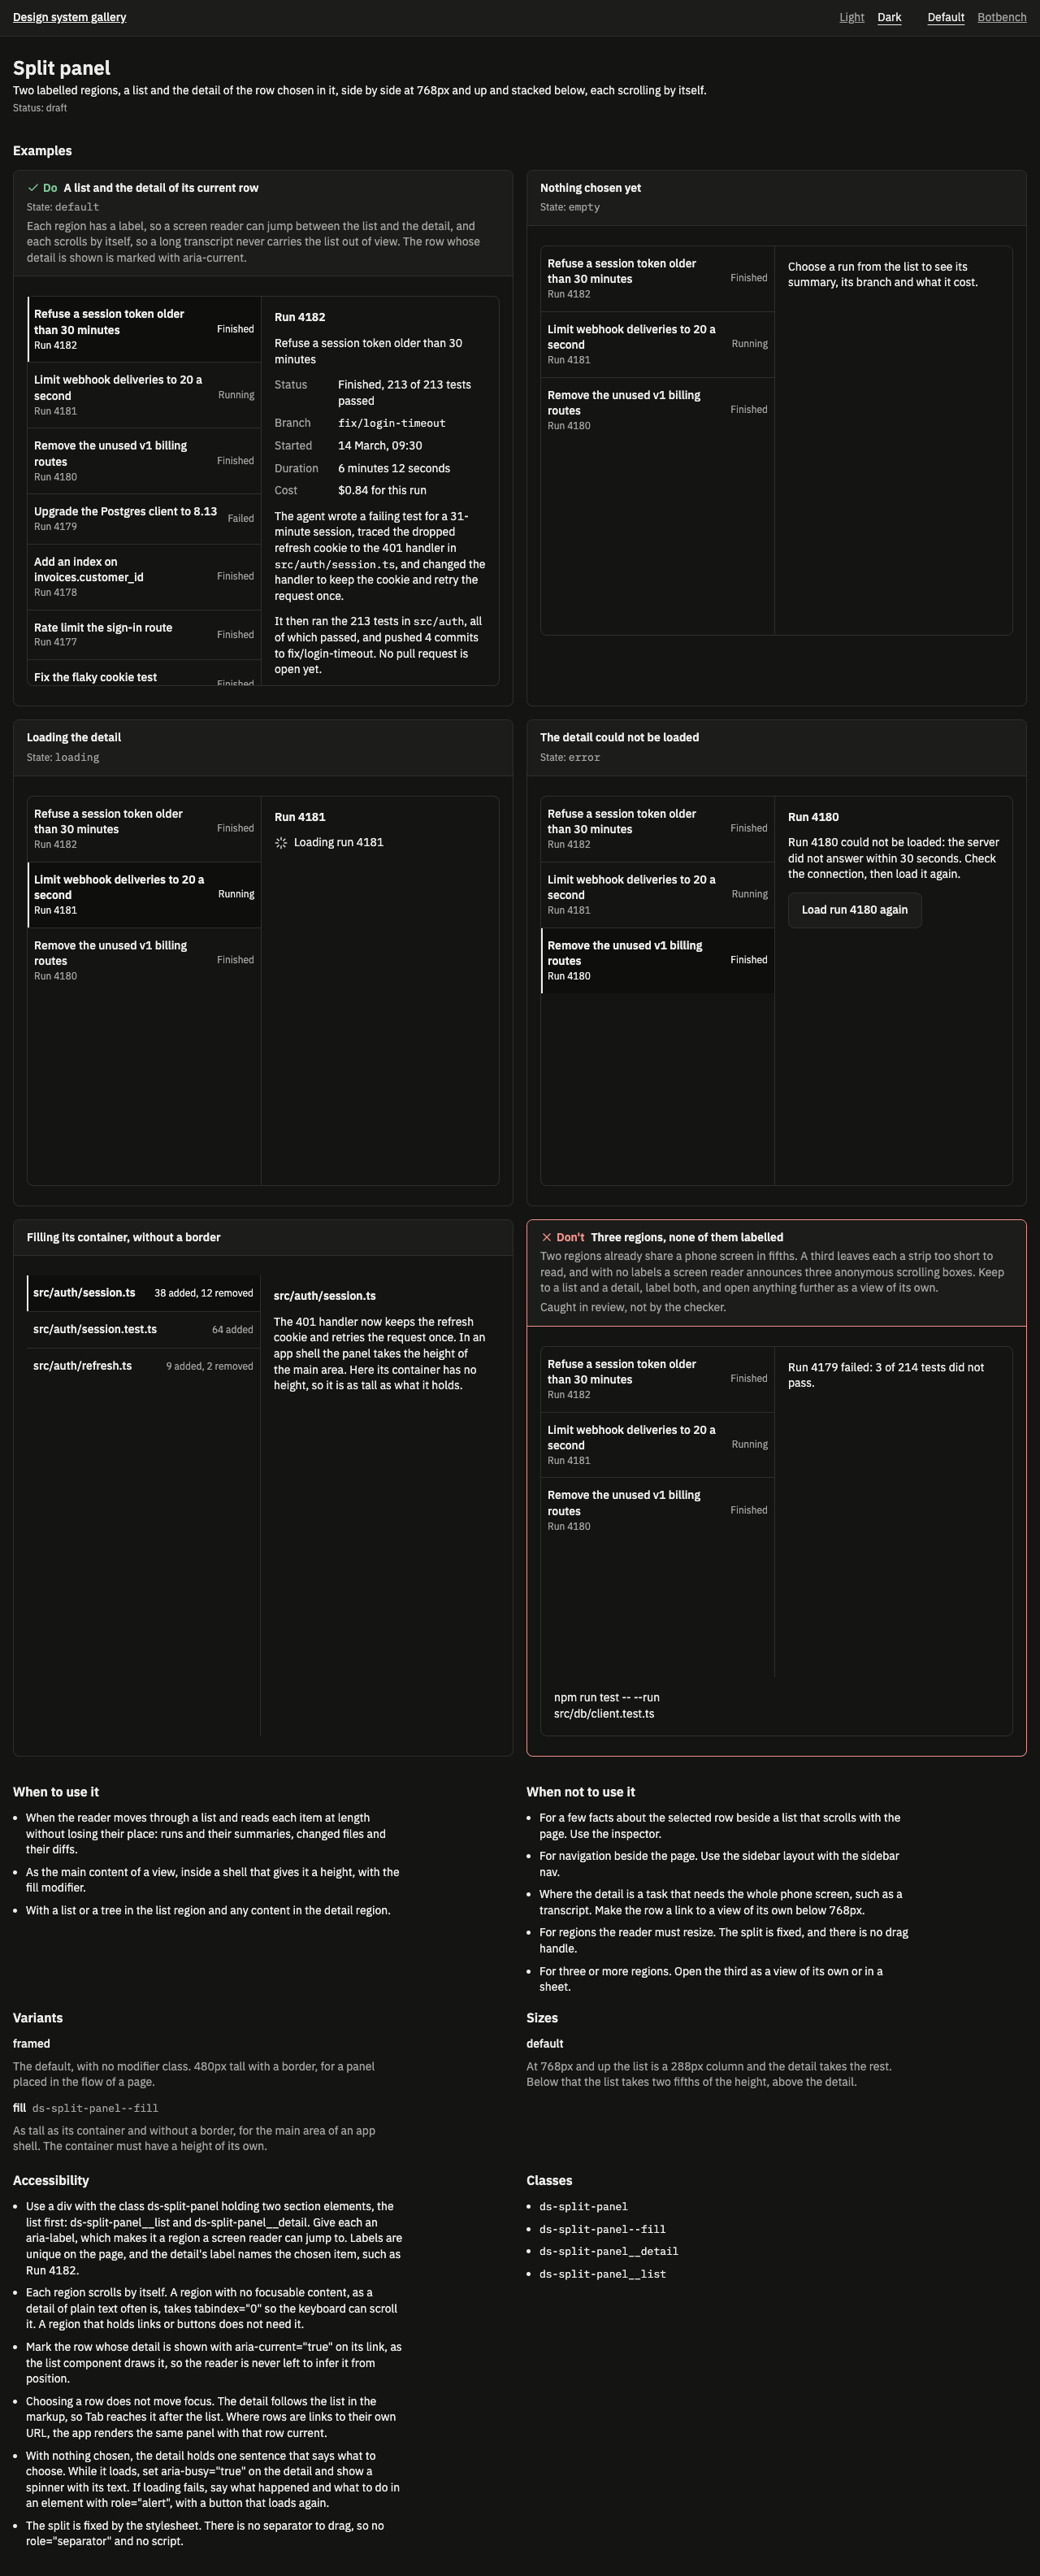 Design system gallery
Light Dark Default Botbench
Split panel
Two labelled regions, a list and the detail of the row chosen in it, side by side at 768px and up and stacked below, each scrolling by itself.
Status: draft
Examples
Do A list and the detail of its current row
State: default
Each region has a label, so a screen reader can jump between the list and the detail, and
each scrolls by itself, so a long transcript never carries the list out of view. The row whose
detail is shown is marked with aria-current.
Refuse a session token older
than 30 minutes
Run 4182
Finished
Limit webhook deliveries to 20 a
second
Run 4181
Running
Remove the unused v1 billing
routes
Run 4180
Finished
Upgrade the Postgres client to 8.13
Run 4179
Failed
Add an index on
invoices.customer_id
Run 4178
Finished
Rate limit the sign-in route
Run 4177
Finished
Fix the flaky cookie test
Finished
Run 4182
Refuse a session token older than 30
minutes
Status Finished, 213 of 213 tests
passed
Branch fix/login-timeout
Started 14 March, 09:30
Duration 6 minutes 12 seconds
Cost $0.84 for this run
The agent wrote a failing test for a 31-
minute session, traced the dropped
refresh cookie to the 401 handler in
src/auth/session.ts, and changed the
handler to keep the cookie and retry the
request once.
It then ran the 213 tests in src/auth, all
of which passed, and pushed 4 commits
to fix/login-timeout. No pull request is
open yet.
Nothing chosen yet
State: empty
Refuse a session token older
than 30 minutes
Run 4182
Finished
Limit webhook deliveries to 20 a
second
Run 4181
Running
Remove the unused v1 billing
routes
Run 4180
Finished
Choose a run from the list to see its
summary, its branch and what it cost.
Loading the detail
State: loading
Refuse a session token older
than 30 minutes
Run 4182
Finished
Limit webhook deliveries to 20 a
second
Run 4181
Running
Remove the unused v1 billing
routes
Run 4180
Finished
Run 4181
Loading run 4181
The detail could not be loaded
State: error
Refuse a session token older
than 30 minutes
Run 4182
Finished
Limit webhook deliveries to 20 a
second
Run 4181
Running
Remove the unused v1 billing
routes
Run 4180
Finished
Run 4180
Run 4180 could not be loaded: the server
did not answer within 30 seconds. Check
the connection, then load it again.
Load run 4180 again
Filling its container, without a border
src/auth/session.ts 38 added, 12 removed
src/auth/session.test.ts 64 added
src/auth/refresh.ts 9 added, 2 removed
src/auth/session.ts
The 401 handler now keeps the refresh
cookie and retries the request once. In an
app shell the panel takes the height of
the main area. Here its container has no
height, so it is as tall as what it holds.
Don't Three regions, none of them labelled
Two regions already share a phone screen in fifths. A third leaves each a strip too short to
read, and with no labels a screen reader announces three anonymous scrolling boxes. Keep
to a list and a detail, label both, and open anything further as a view of its own.
Caught in review, not by the checker.
Refuse a session token older
than 30 minutes
Run 4182
Finished
Limit webhook deliveries to 20 a
second
Run 4181
Running
Remove the unused v1 billing
routes
Run 4180
Finished
Run 4179 failed: 3 of 214 tests did not
pass.
npm run test -- --run
src/db/client.test.ts
When to use it
When the reader moves through a list and reads each item at length
without losing their place: runs and their summaries, changed files and
their diffs.
As the main content of a view, inside a shell that gives it a height, with the
fill modifier.
With a list or a tree in the list region and any content in the detail region.
When not to use it
For a few facts about the selected row beside a list that scrolls with the
page. Use the inspector.
For navigation beside the page. Use the sidebar layout with the sidebar
nav.
Where the detail is a task that needs the whole phone screen, such as a
transcript. Make the row a link to a view of its own below 768px.
For regions the reader must resize. The split is fixed, and there is no drag
handle.
For three or more regions. Open the third as a view of its own or in a
sheet.
Variants
framed
The default, with no modifier class. 480px tall with a border, for a panel
placed in the flow of a page.
fill ds-split-panel--fill
As tall as its container and without a border, for the main area of an app
shell. The container must have a height of its own.
Sizes
default
At 768px and up the list is a 288px column and the detail takes the rest.
Below that the list takes two fifths of the height, above the detail.
Accessibility
Use a div with the class ds-split-panel holding two section elements, the
list first: ds-split-panel__list and ds-split-panel__detail. Give each an
aria-label, which makes it a region a screen reader can jump to. Labels are
unique on the page, and the detail's label names the chosen item, such as
Run 4182.
Each region scrolls by itself. A region with no focusable content, as a
detail of plain text often is, takes tabindex="0" so the keyboard can scroll
it. A region that holds links or buttons does not need it.
Mark the row whose detail is shown with aria-current="true" on its link, as
the list component draws it, so the reader is never left to infer it from
position.
Choosing a row does not move focus. The detail follows the list in the
markup, so Tab reaches it after the list. Where rows are links to their own
URL, the app renders the same panel with that row current.
With nothing chosen, the detail holds one sentence that says what to
choose. While it loads, set aria-busy="true" on the detail and show a
spinner with its text. If loading fails, say what happened and what to do in
an element with role="alert", with a button that loads again.
The split is fixed by the stylesheet. There is no separator to drag, so no
role="separator" and no script.
Classes
ds-split-panel
ds-split-panel--fill
ds-split-panel__detail
ds-split-panel__list